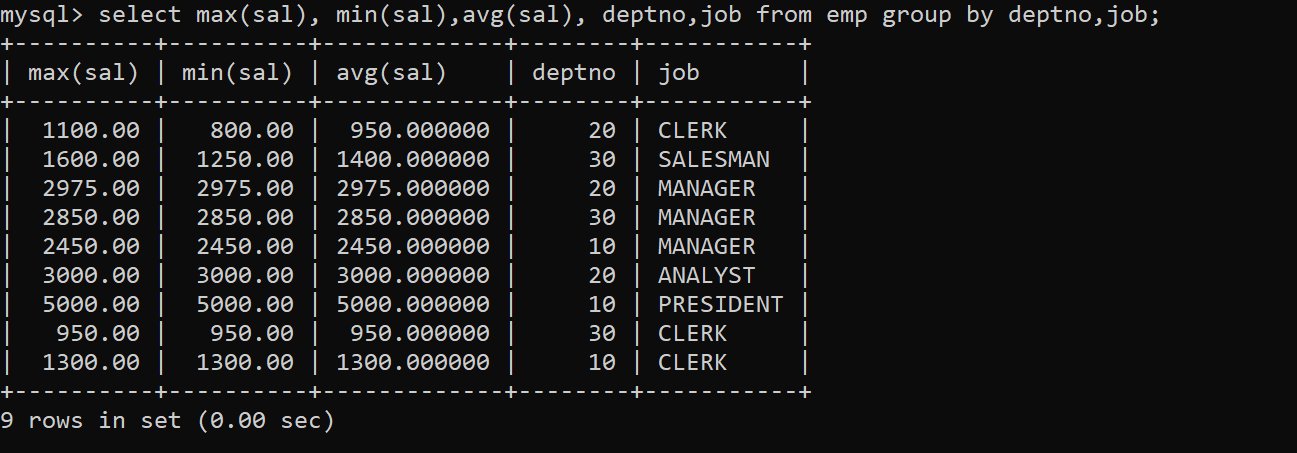 mysql> select max(sal), min(sal),avg(sal), deptno,job from emp group by deptno,job;
+----------+----------+-------------+--------+-----------+
| max(sal) | min(sal) | avg(sal)    | deptno | job       |
+----------+----------+-------------+--------+-----------+
|  1100.00 |   800.00 |  950.000000 |     20 | CLERK     |
|  1600.00 |  1250.00 | 1400.000000 |     30 | SALESMAN  |
|  2975.00 |  2975.00 | 2975.000000 |     20 | MANAGER   |
|  2850.00 |  2850.00 | 2850.000000 |     30 | MANAGER   |
|  2450.00 |  2450.00 | 2450.000000 |     10 | MANAGER   |
|  3000.00 |  3000.00 | 3000.000000 |     20 | ANALYST   |
|  5000.00 |  5000.00 | 5000.000000 |     10 | PRESIDENT |
|   950.00 |   950.00 |  950.000000 |     30 | CLERK     |
|  1300.00 |  1300.00 | 1300.000000 |     10 | CLERK     |
+----------+----------+-------------+--------+-----------+
9 rows in set (0.00 sec)